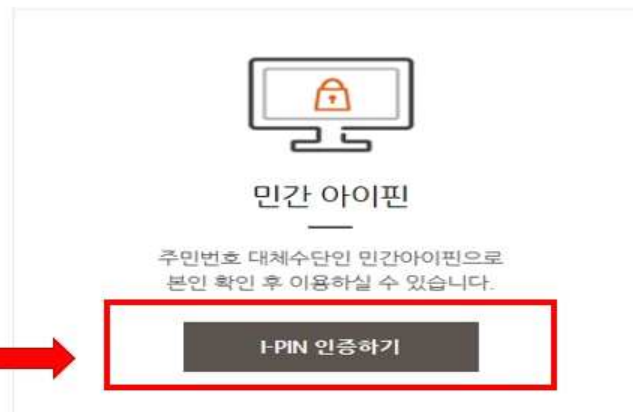 민간 아이핀
주민번호 대체수단인 민간아이핀으로
본인 확인 후 이용하실 수 있습니다.
I-PIN 인증하기